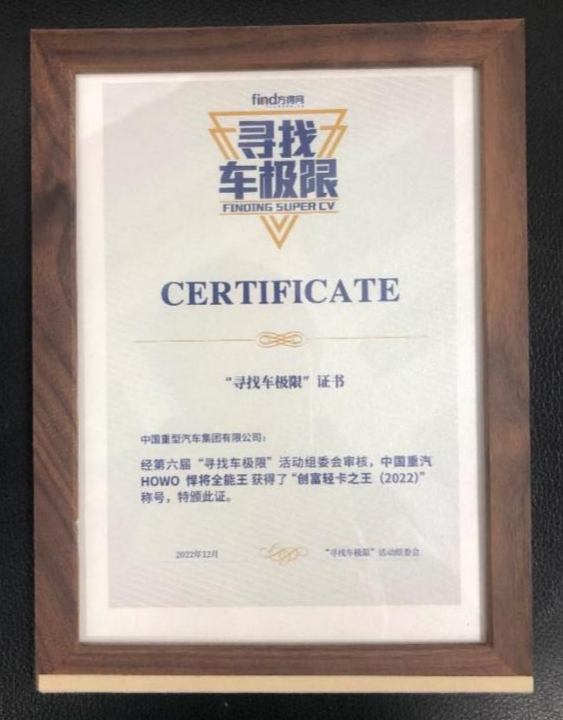 find方得网
寻找
车极限
FINDING SUPER CV
CERTIFICATE
“寻找车极限”证书
中国重型汽车集团有限公司：
经第六届“寻找车极限”活动组委会审核，中国重汽
HOWO 悍将全能王 获得了“创富轻卡之王（2022）”
称号，特颁此证。
2022年12月
“寻找车极限”活动组委会